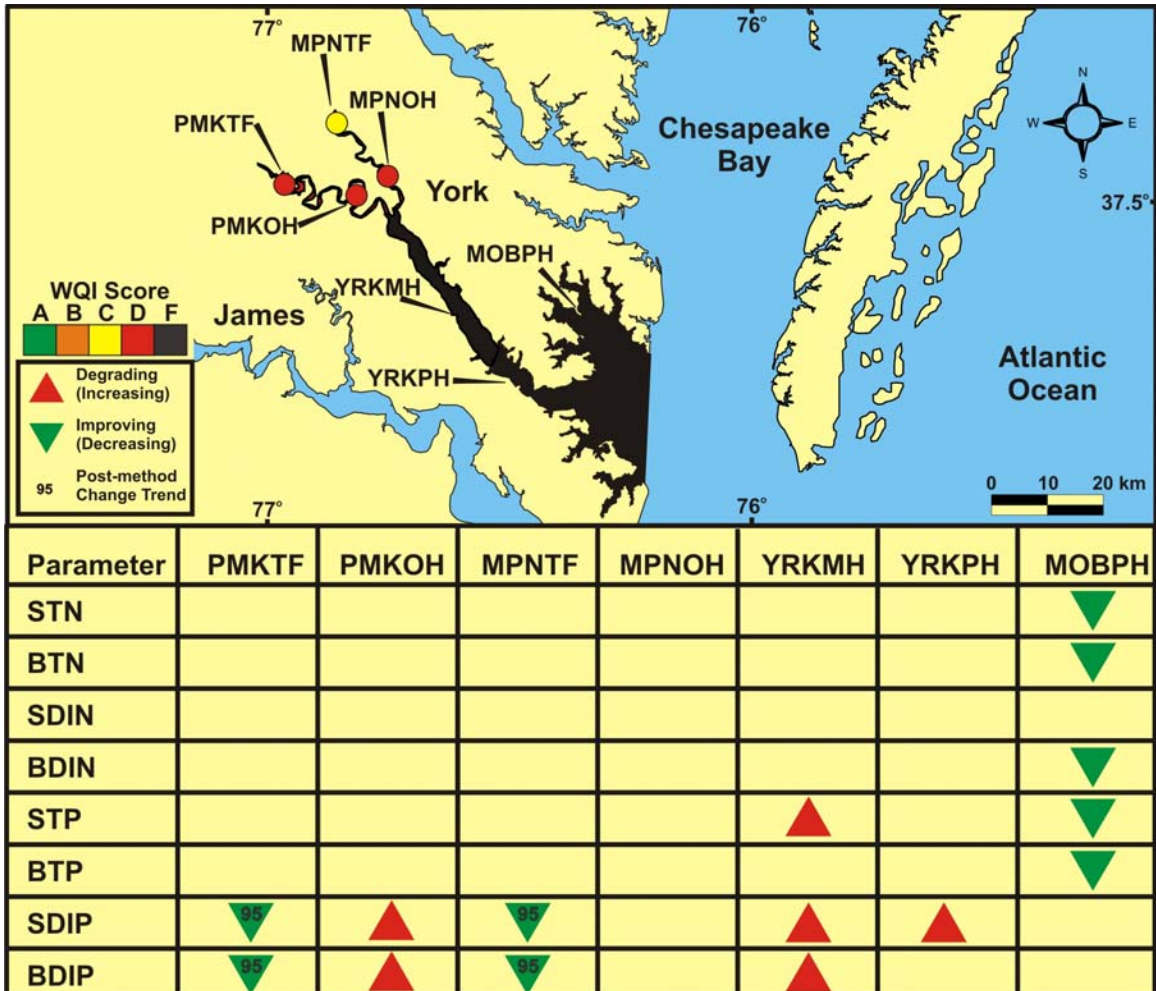 77° 76°
MPNTF
MPNOH
PMKTF
Chesapeake
Bay
N
W E
S
York
37.5°
PMKOH
MOBPH
YRKMH
WQI Score
A B C D F
James
Degrading
(Increasing)
Improving
(Decreasing)
95 Post-method
Change Trend
YRKPH
Atlantic
Ocean
0 10 20 km
77° 76°
Parameter PMKTF PMKOH MPNTF MPNOH YRKMH YRKPH MOBPH
STN
BTN
SDIN
BDIN
STP
BTP
SDIP 95 95
BDIP 95 95